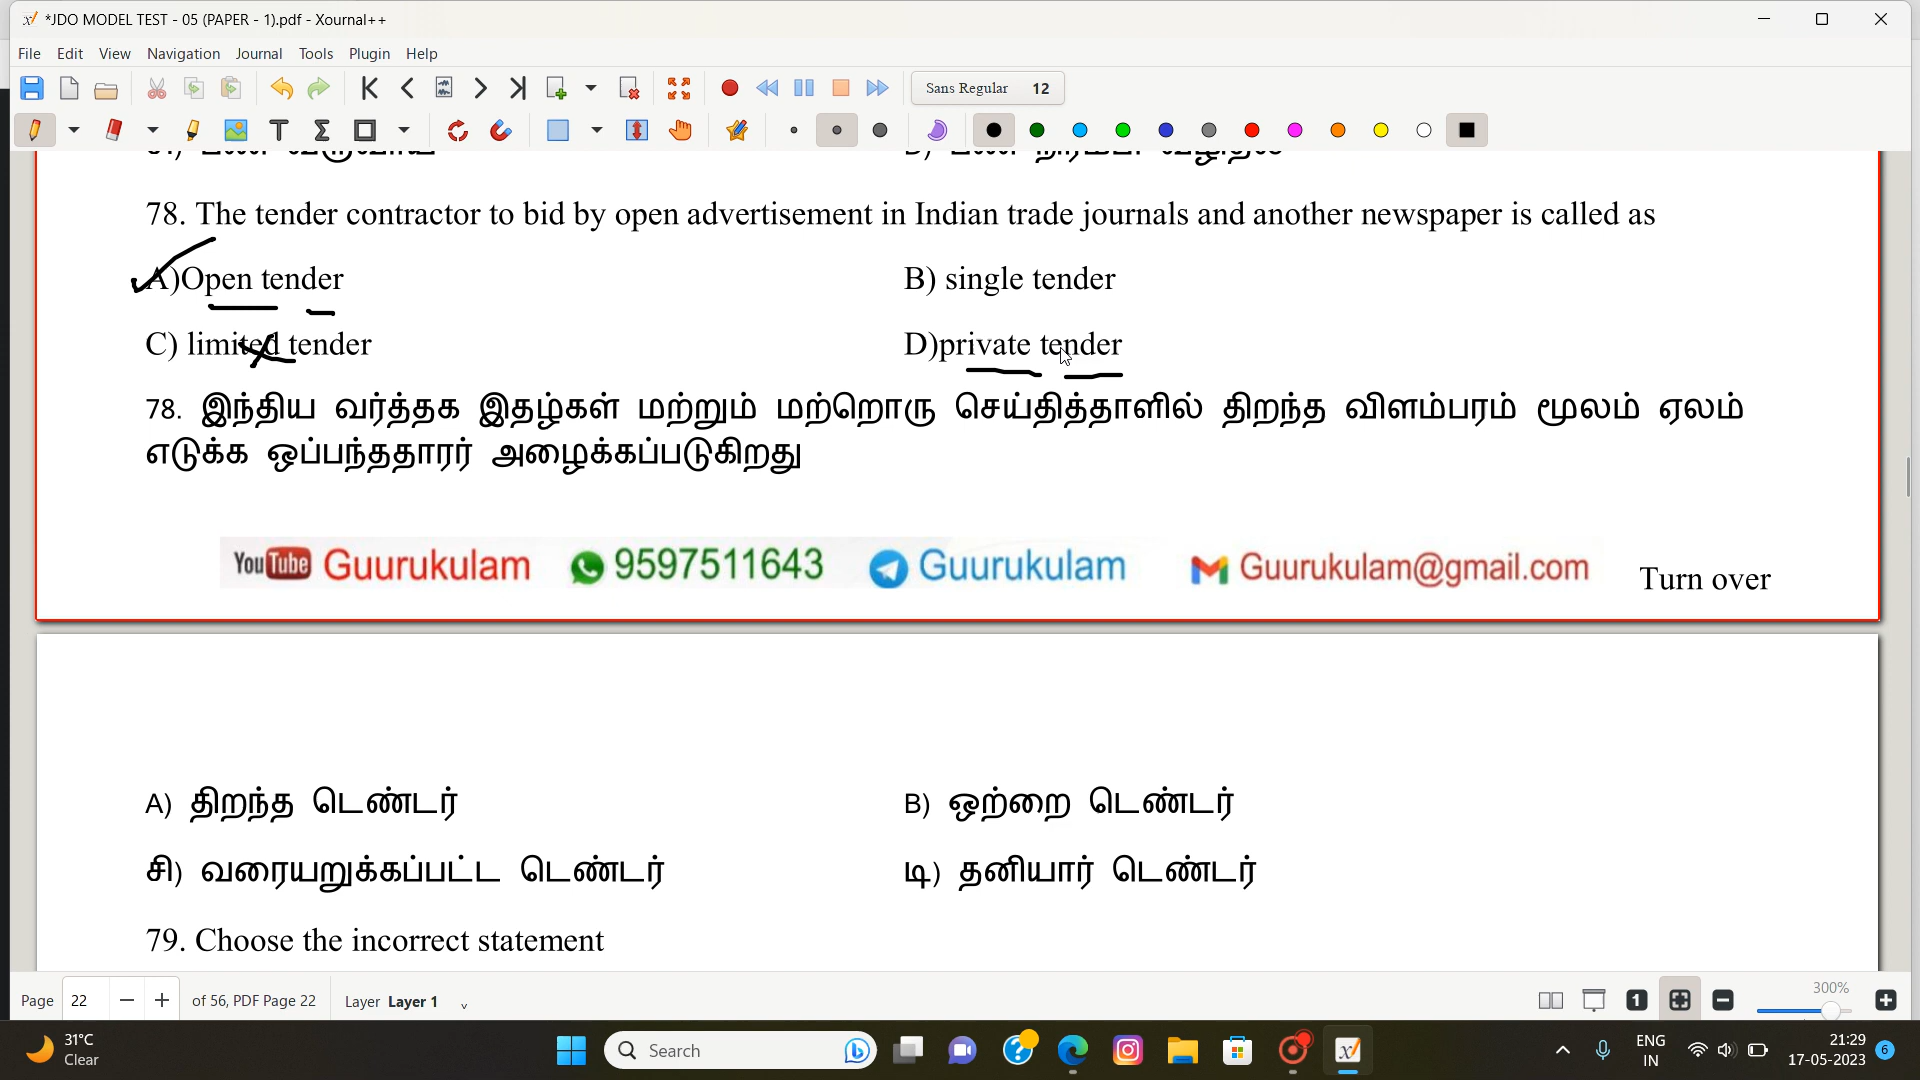 *JDO MODEL TEST - 05 (PAPER - 1).pdf - Xournal++
File Edit View Navigation Journal Tools Plugin Help
Sans Regular 12
78. The tender contractor to bid by open advertisement in Indian trade journals and another newspaper is called as
A)Open tender B) single tender
C) limited tender D)private tender
78. இந்திய வர்த்தக இதழ்கள் மற்றும் மற்றொரு செய்தித்தாளில் திறந்த விளம்பரம் மூலம் ஏலம்
எடுக்க ஒப்பந்ததாரர் அழைக்கப்படுகிறது
YouTube Guurukulam 9597511643 Guurukulam Guurukulam@gmail.com
Turn over
A) திறந்த டெண்டர் B) ஒற்றை டெண்டர்
சி) வரையறுக்கப்பட்ட டெண்டர் டி) தனியார் டெண்டர்
79. Choose the incorrect statement
Page 22 of 56, PDF Page 22 Layer Layer 1 300%
31°C
Clear
Search
ENG
IN
21:29
17-05-2023 6